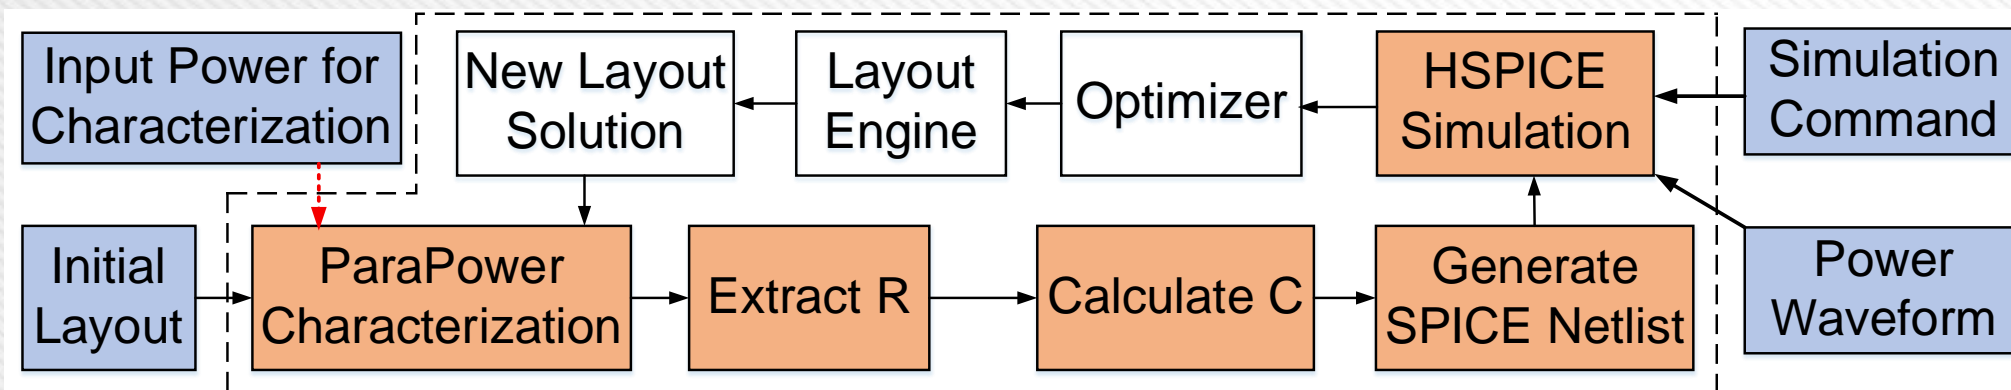 Input Power for
Characterization
New Layout
Solution
Layout
Engine
Optimizer
HSPICE
Simulation
Simulation
Command
Initial
Layout
ParaPower
Characterization
Extract R
Calculate C
Generate
SPICE Netlist
Power
Waveform